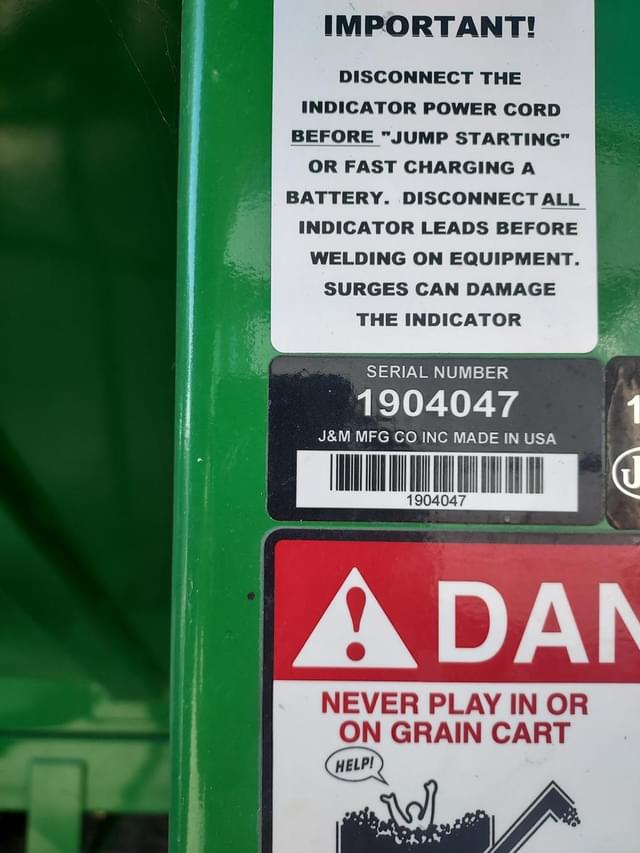 IMPORTANT!
DISCONNECT THE
INDICATOR POWER CORD
BEFORE "JUMP STARTING"
OR FAST CHARGING A
BATTERY. DISCONNECT ALL
INDICATOR LEADS BEFORE
WELDING ON EQUIPMENT.
SURGES CAN DAMAGE
THE INDICATOR
SERIAL NUMBER
1904047
J&M MFG CO INC MADE IN USA
1904047
1
J
DAN
NEVER PLAY IN OR
ON GRAIN CART
HELP!